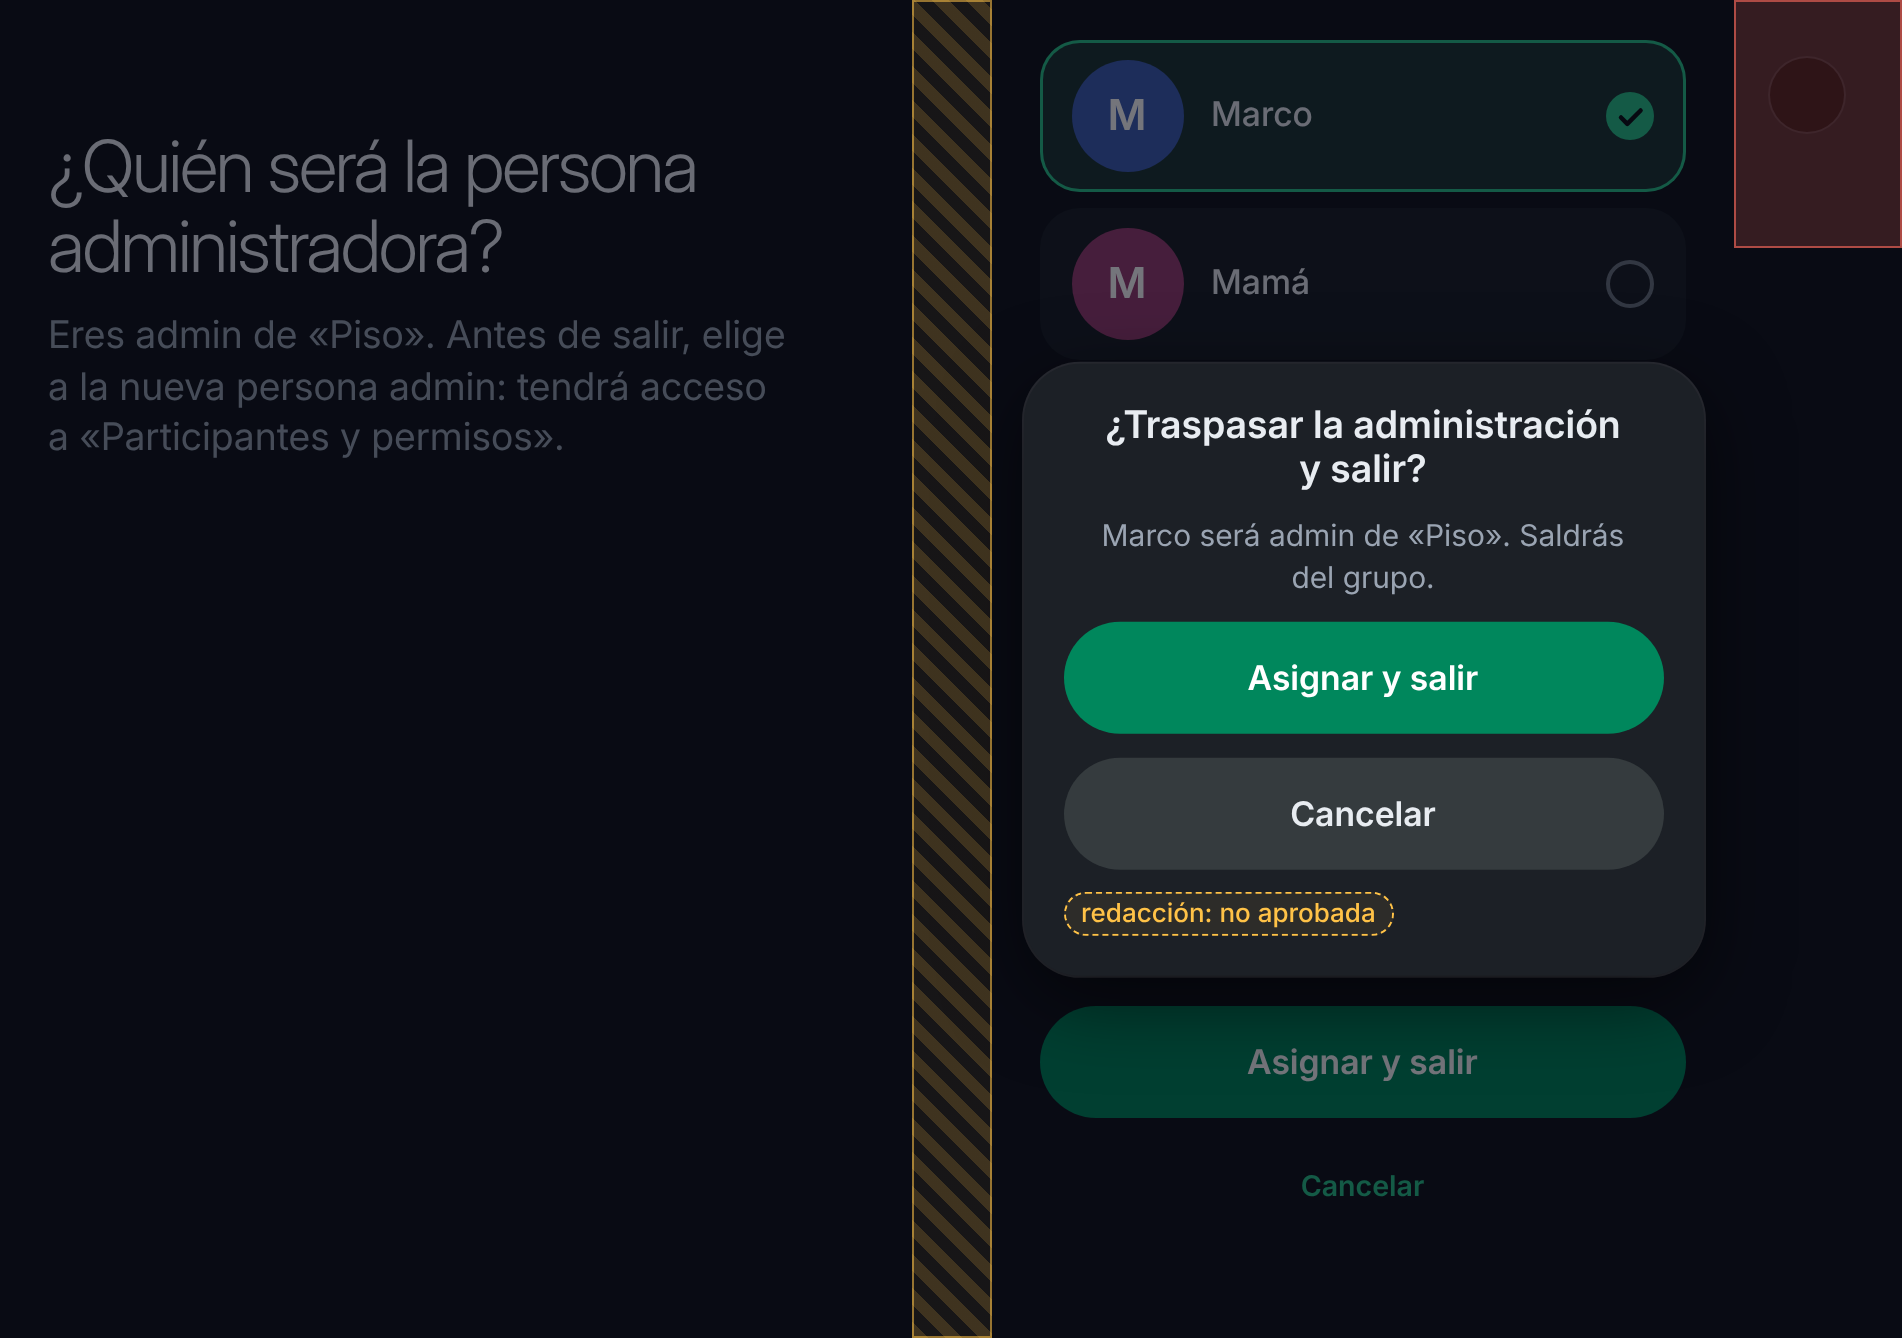 ¿Quién será la persona
administradora?
Eres admin de «Piso». Antes de salir, elige
a la nueva persona admin: tendrá acceso
a «Participantes y permisos».
M
Marco
M
Mamá
¿Traspasar la administración
y salir?
Marco será admin de «Piso». Saldrás
del grupo.
Asignar y salir
Cancelar
redacción: no aprobada
Asignar y salir
Cancelar